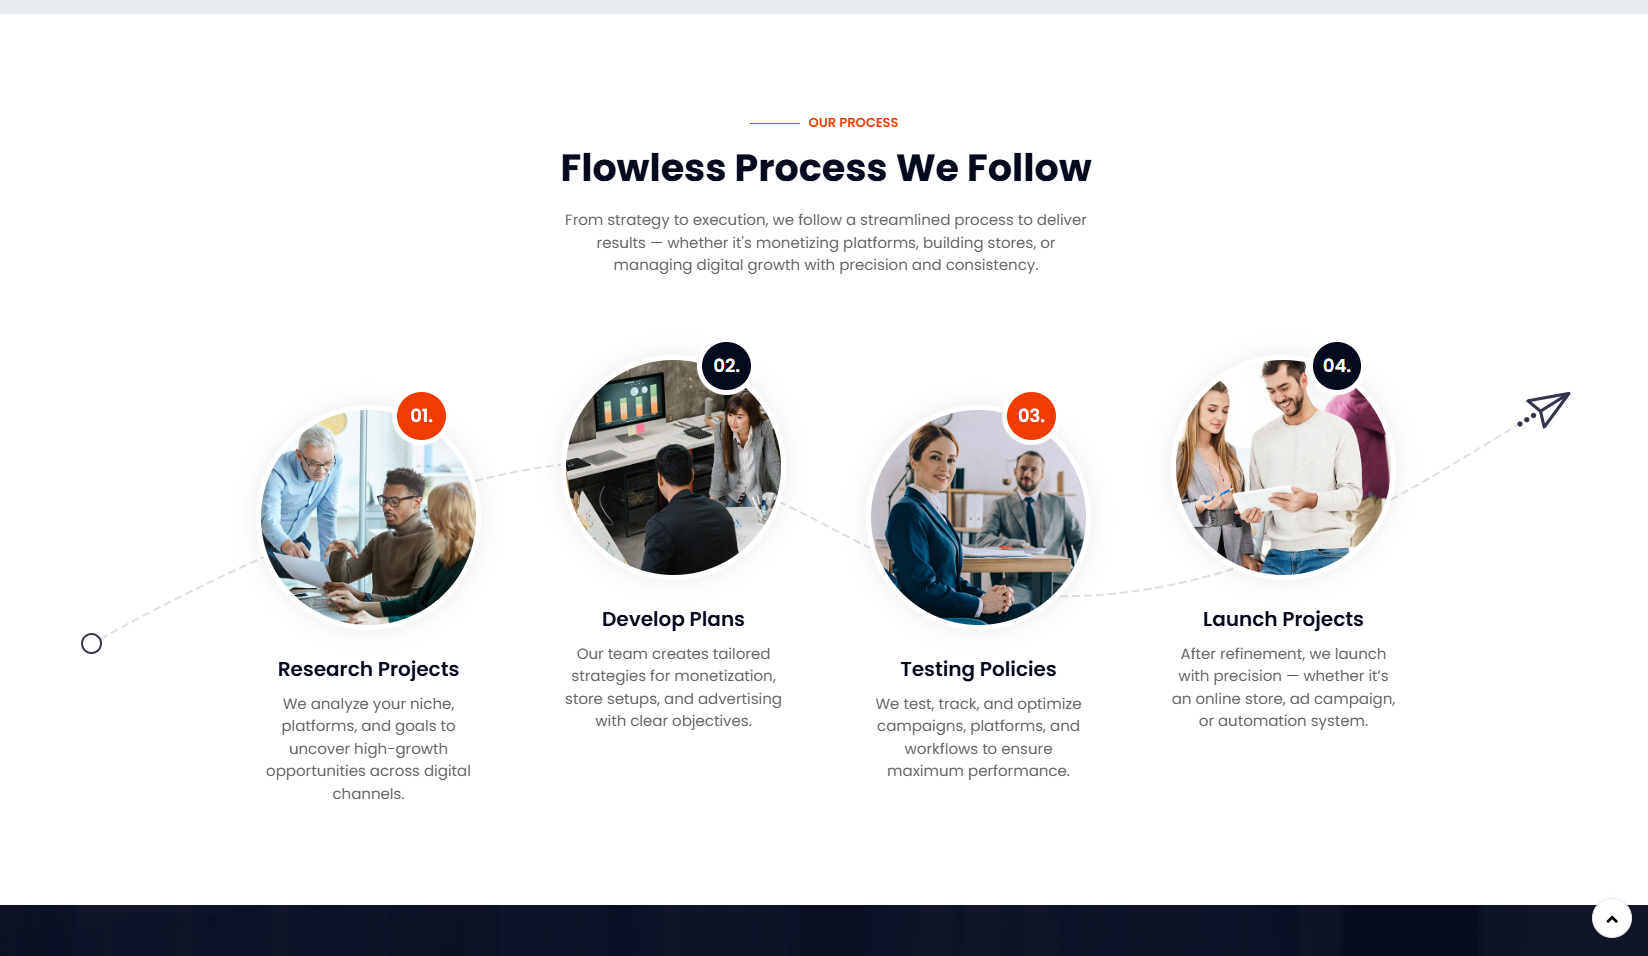 OUR PROCESS
Flowless Process We Follow
From strategy to execution, we follow a streamlined process to deliver
results — whether it's monetizing platforms, building stores, or
managing digital growth with precision and consistency.
01.
Research Projects
We analyze your niche,
platforms, and goals to
uncover high-growth
opportunities across digital
channels.
02.
Develop Plans
Our team creates tailored
strategies for monetization,
store setups, and advertising
with clear objectives.
03.
Testing Policies
We test, track, and optimize
campaigns, platforms, and
workflows to ensure
maximum performance.
04.
Launch Projects
After refinement, we launch
with precision — whether it’s
an online store, ad campaign,
or automation system.